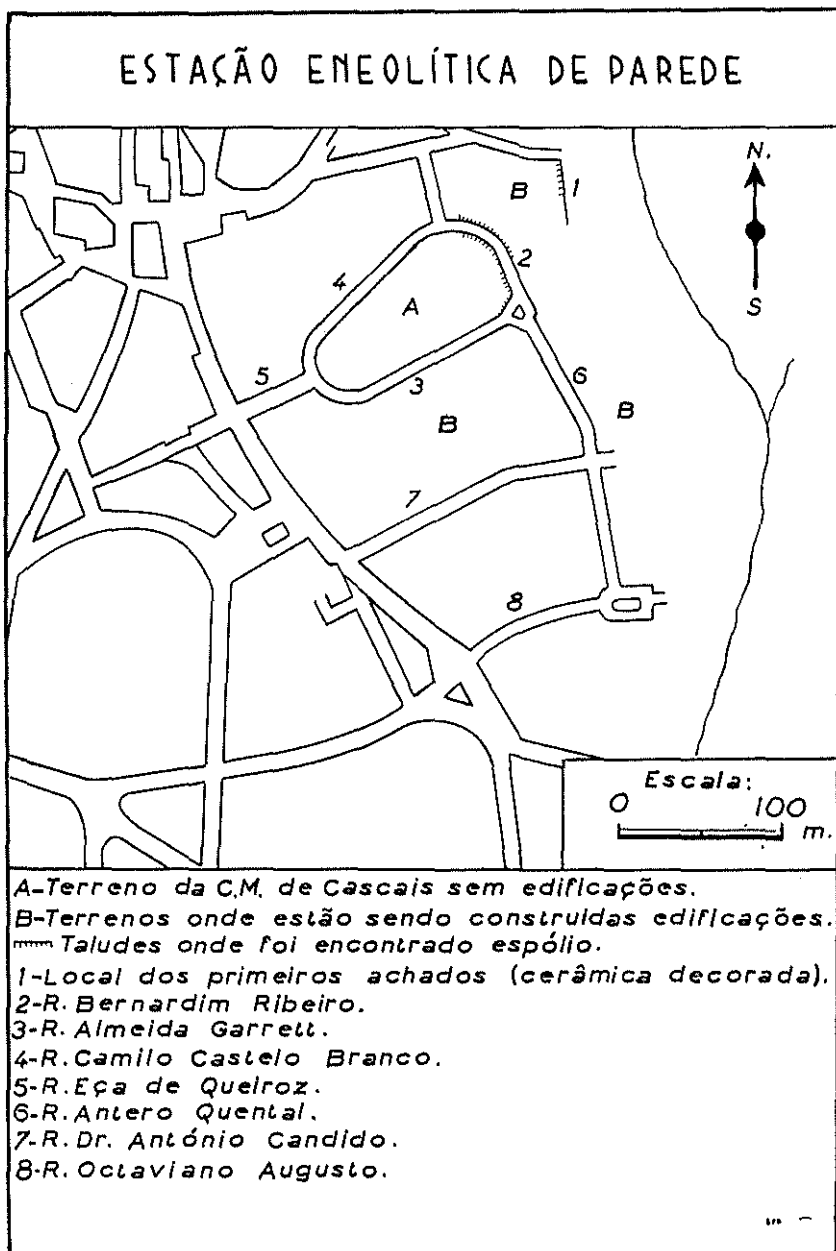 ESTAÇÃO ENEOLÍTICA DE PAREDE
N.
B
1
2
4
A
S
5
3
6
B
B
7
8
Escala:
0 100
m.
A-Terreno da C.M. de Cascais sem edificações.
B-Terrenos onde estão sendo construidas edificações.
Taludes onde foi encontrado espólio.
1-Local dos primeiros achados (cerâmica decorada).
2-R. Bernardim Ribeiro.
3-R. Almeida Garrett.
4-R. Camilo Castelo Branco.
5-R. Eça de Queiroz.
6-R. Antero Quental.
7-R. Dr. António Candido.
8-R. Octaviano Augusto.